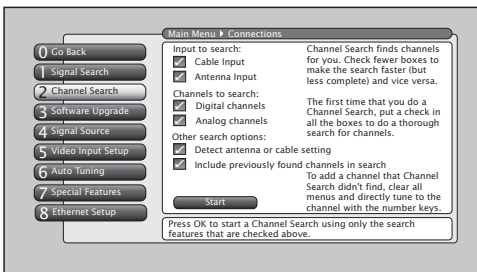 Main Menu Connections
0 Go Back
1 Signal Search
2 Channel Search
3 Software Upgrade
4 Signal Source
5 Video Input Setup
6 Auto Tuning
7 Special Features
8 Ethernet Setup
Input to search:
Cable Input
Antenna Input
Channels to search:
Digital channels
Analog channels
Other search options:
Detect antenna or cable setting
Include previously found channels in search
Start
Channel Search finds channels
for you. Check fewer boxes to
make the search faster (but
less complete) and vice versa.
The first time that you do a
Channel Search, put a check in
all the boxes to do a thorough
search for channels.
To add a channel that Channel
Search didn't find, clear all
menus and directly tune to the
channel with the number keys.
Press OK to start a Channel Search using only the search
features that are checked above.